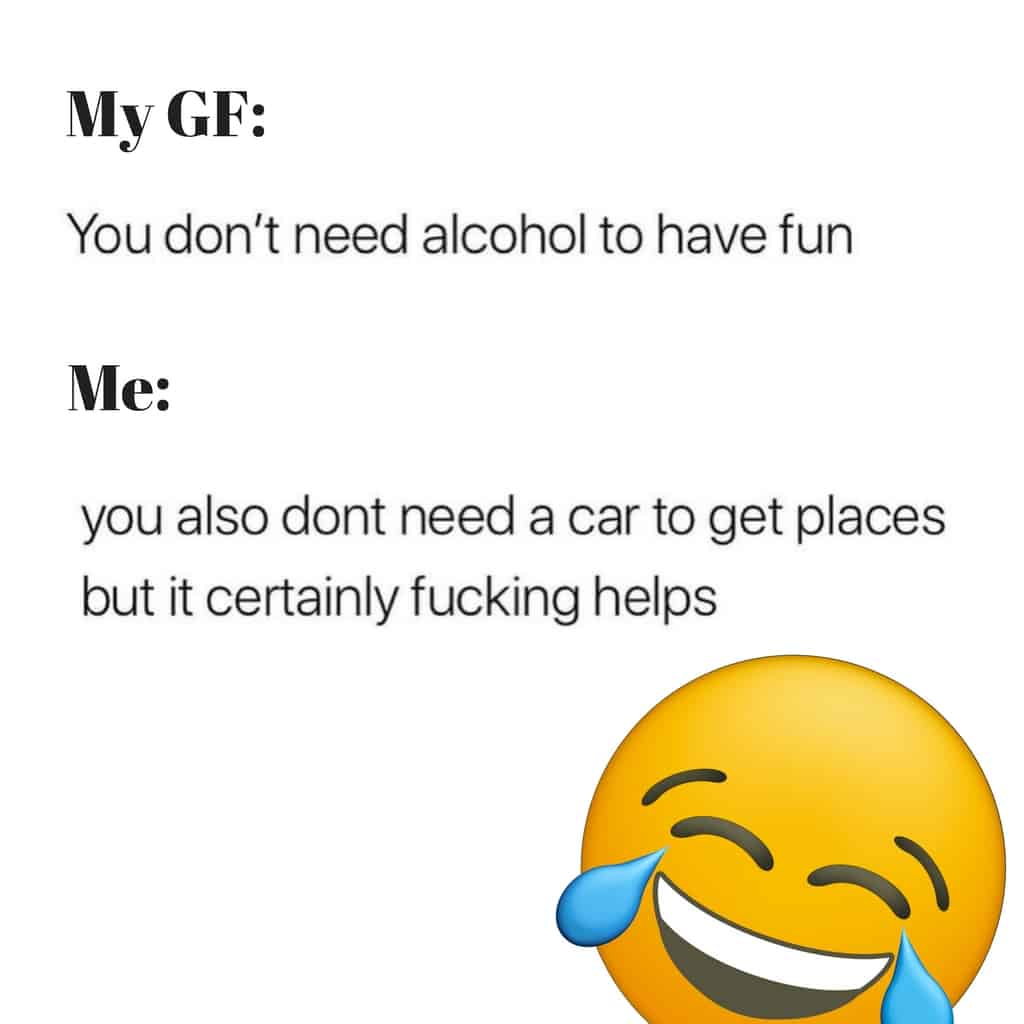 My GF:
You don’t need alcohol to have fun
Me:
you also dont need a car to get places
but it certainly fucking helps